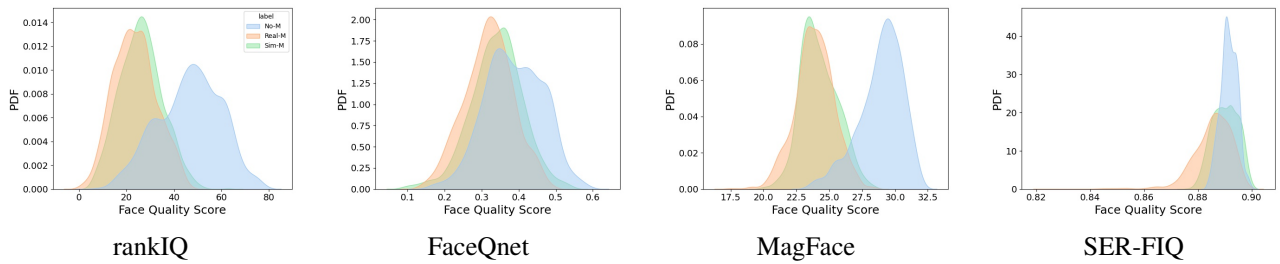 0.014
0.012
0.010
0.008
0.006
0.004
0.002
0.000
PDF
0 20 40 60 80
Face Quality Score
label
No-M
Real-M
Sim-M
rankIQ
2.00
1.75
1.50
1.25
1.00
0.75
0.50
0.25
0.00
PDF
0.1 0.2 0.3 0.4 0.5 0.6
Face Quality Score
FaceQnet
0.08
0.06
0.04
0.02
0.00
PDF
17.5 20.0 22.5 25.0 27.5 30.0 32.5
Face Quality Score
MagFace
40
30
20
10
0
PDF
0.82 0.84 0.86 0.88 0.90
Face Quality Score
SER-FIQ